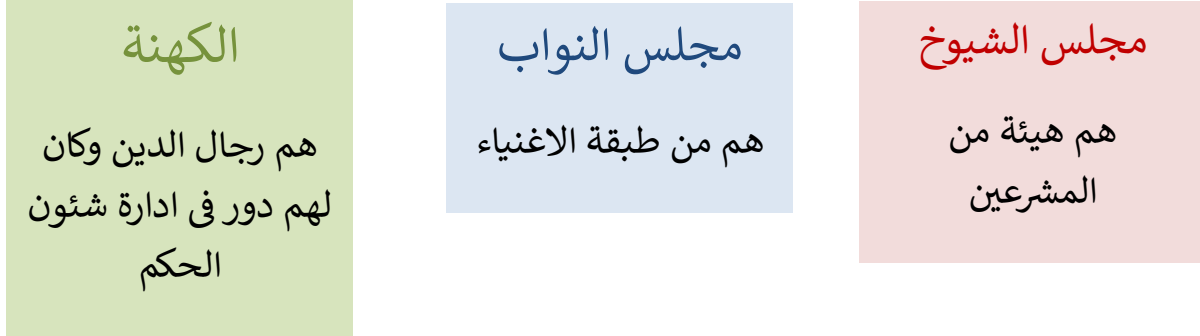 مجلس الشيوخ
هم هيئة من
المشرعين
مجلس النواب
هم من طبقة الاغنياء
الكهنة
هم رجال الدين وكان
لهم دور فى ادارة شئون
الحكم